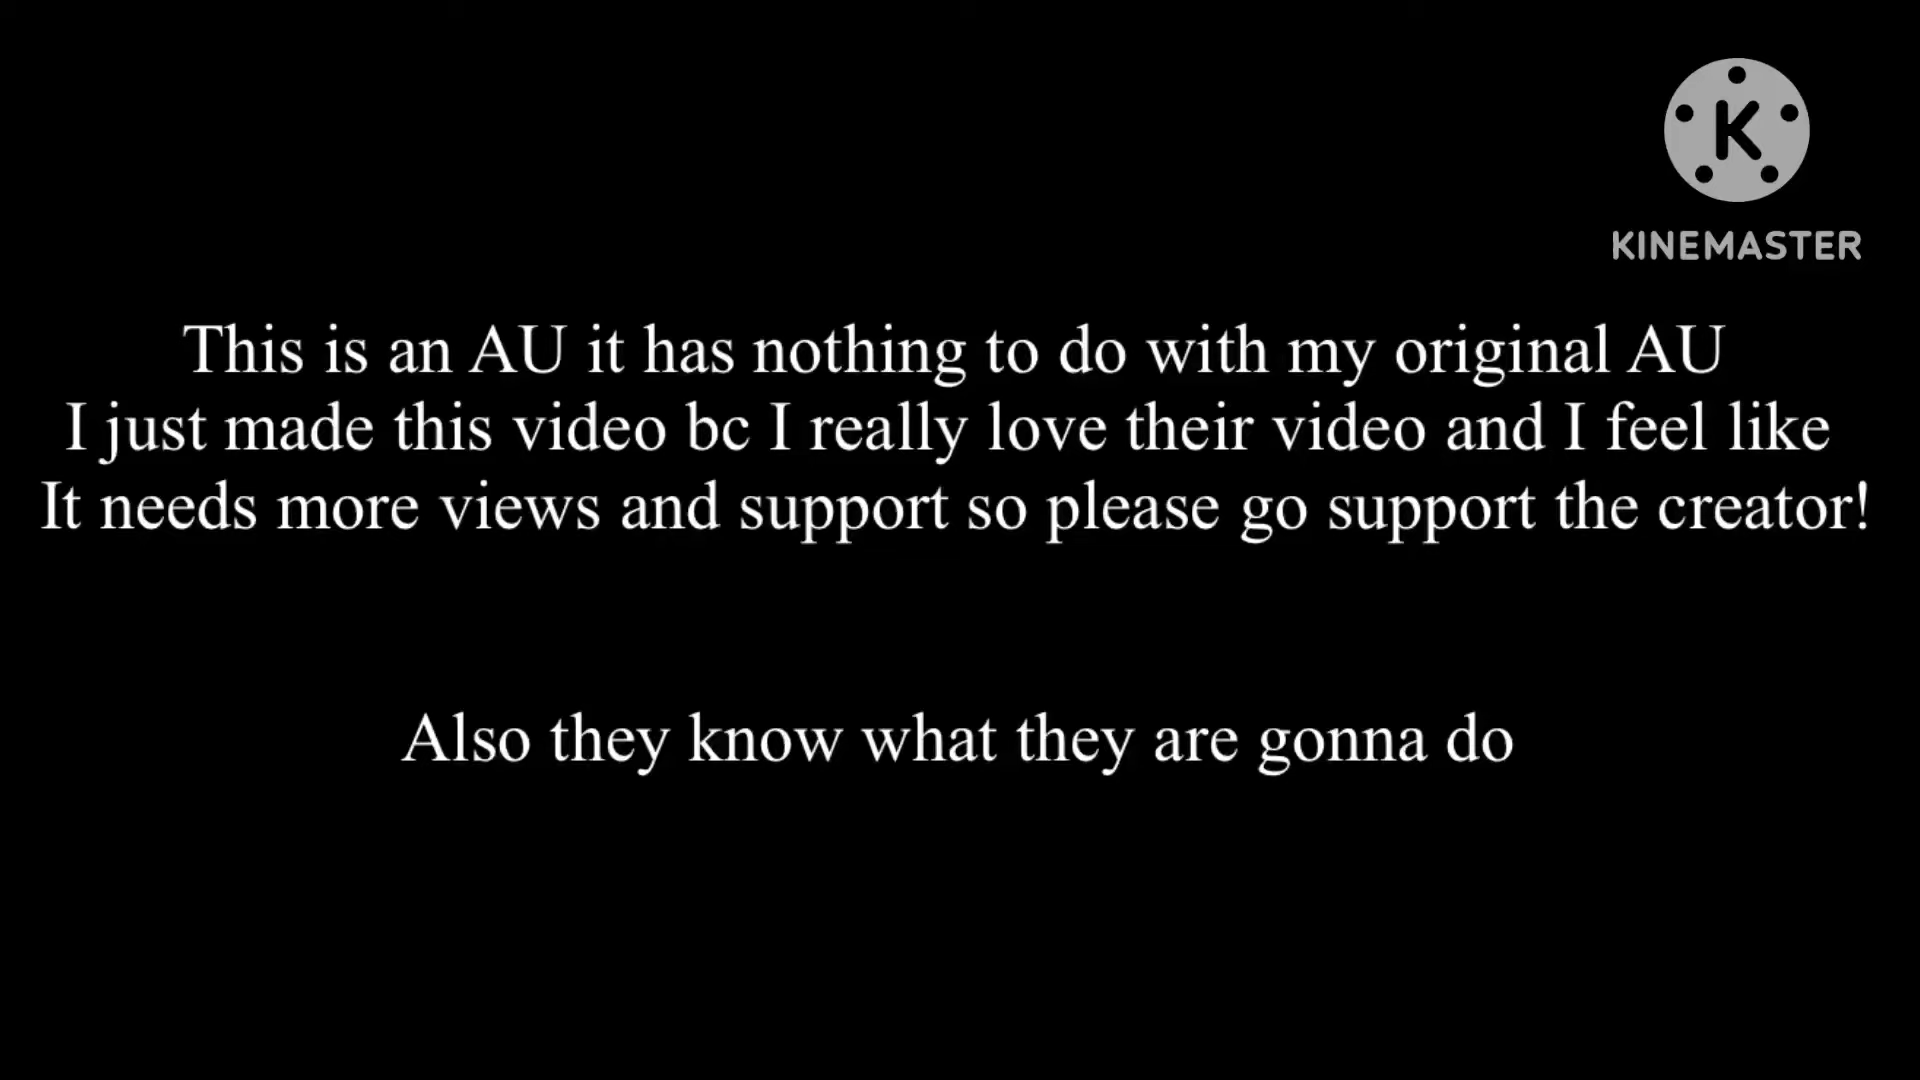 K
KINEMASTER
This is an AU it has nothing to do with my original AU
I just made this video bc I really love their video and I feel like
It needs more views and support so please go support the creator!
Also they know what they are gonna do